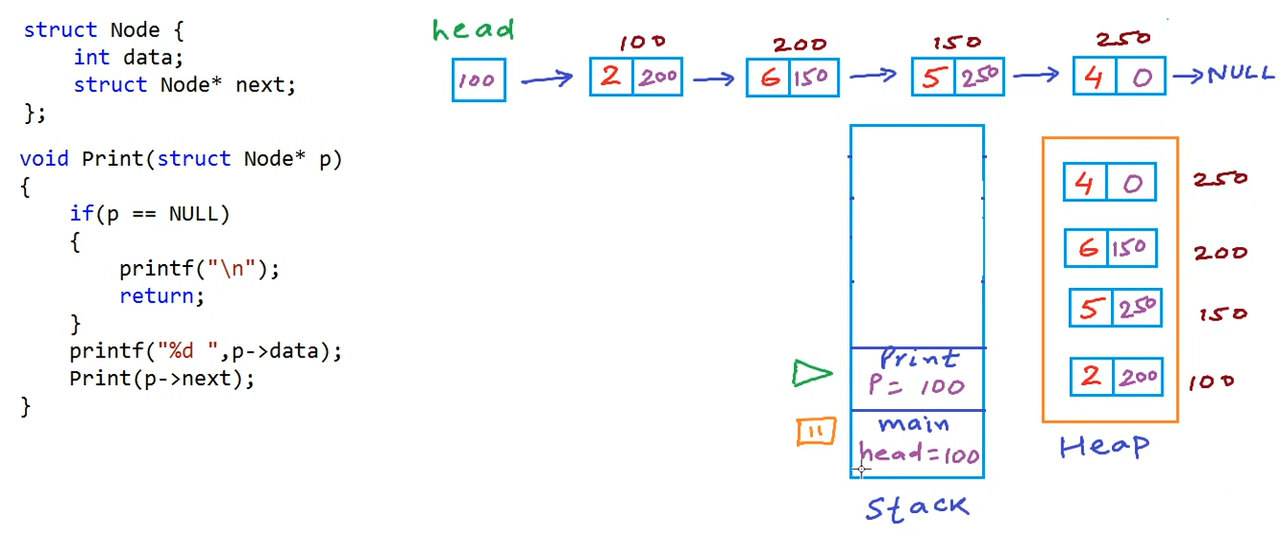 struct Node {
    int data;
    struct Node* next;
};
void Print(struct Node* p)
{
    if(p == NULL)
    {
        printf("\n");
        return;
    }
    printf("%d ",p->data);
    Print(p->next);
}
head
100 200 150 250
100 2 200 6 150 5 250 4 0 NULL
4 0 250
6 150 200
5 250 150
2 200 100
Heap
Print
P = 100
main
head = 100
Stack